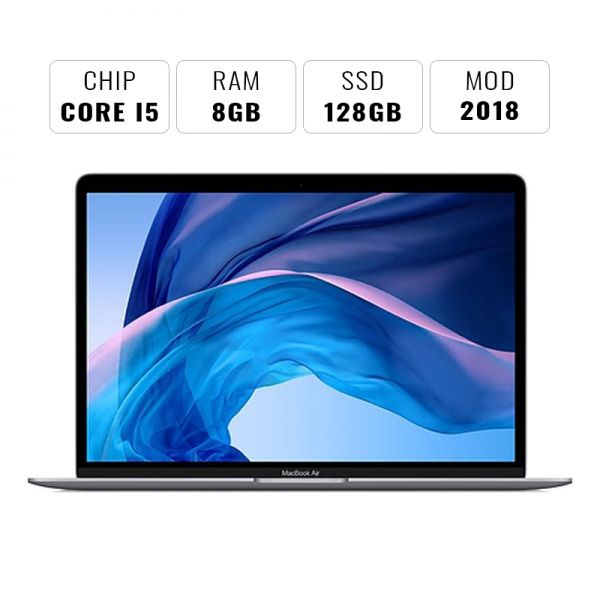 CHIP
CORE I5
RAM
8GB
SSD
128GB
MOD
2018
MacBook Air